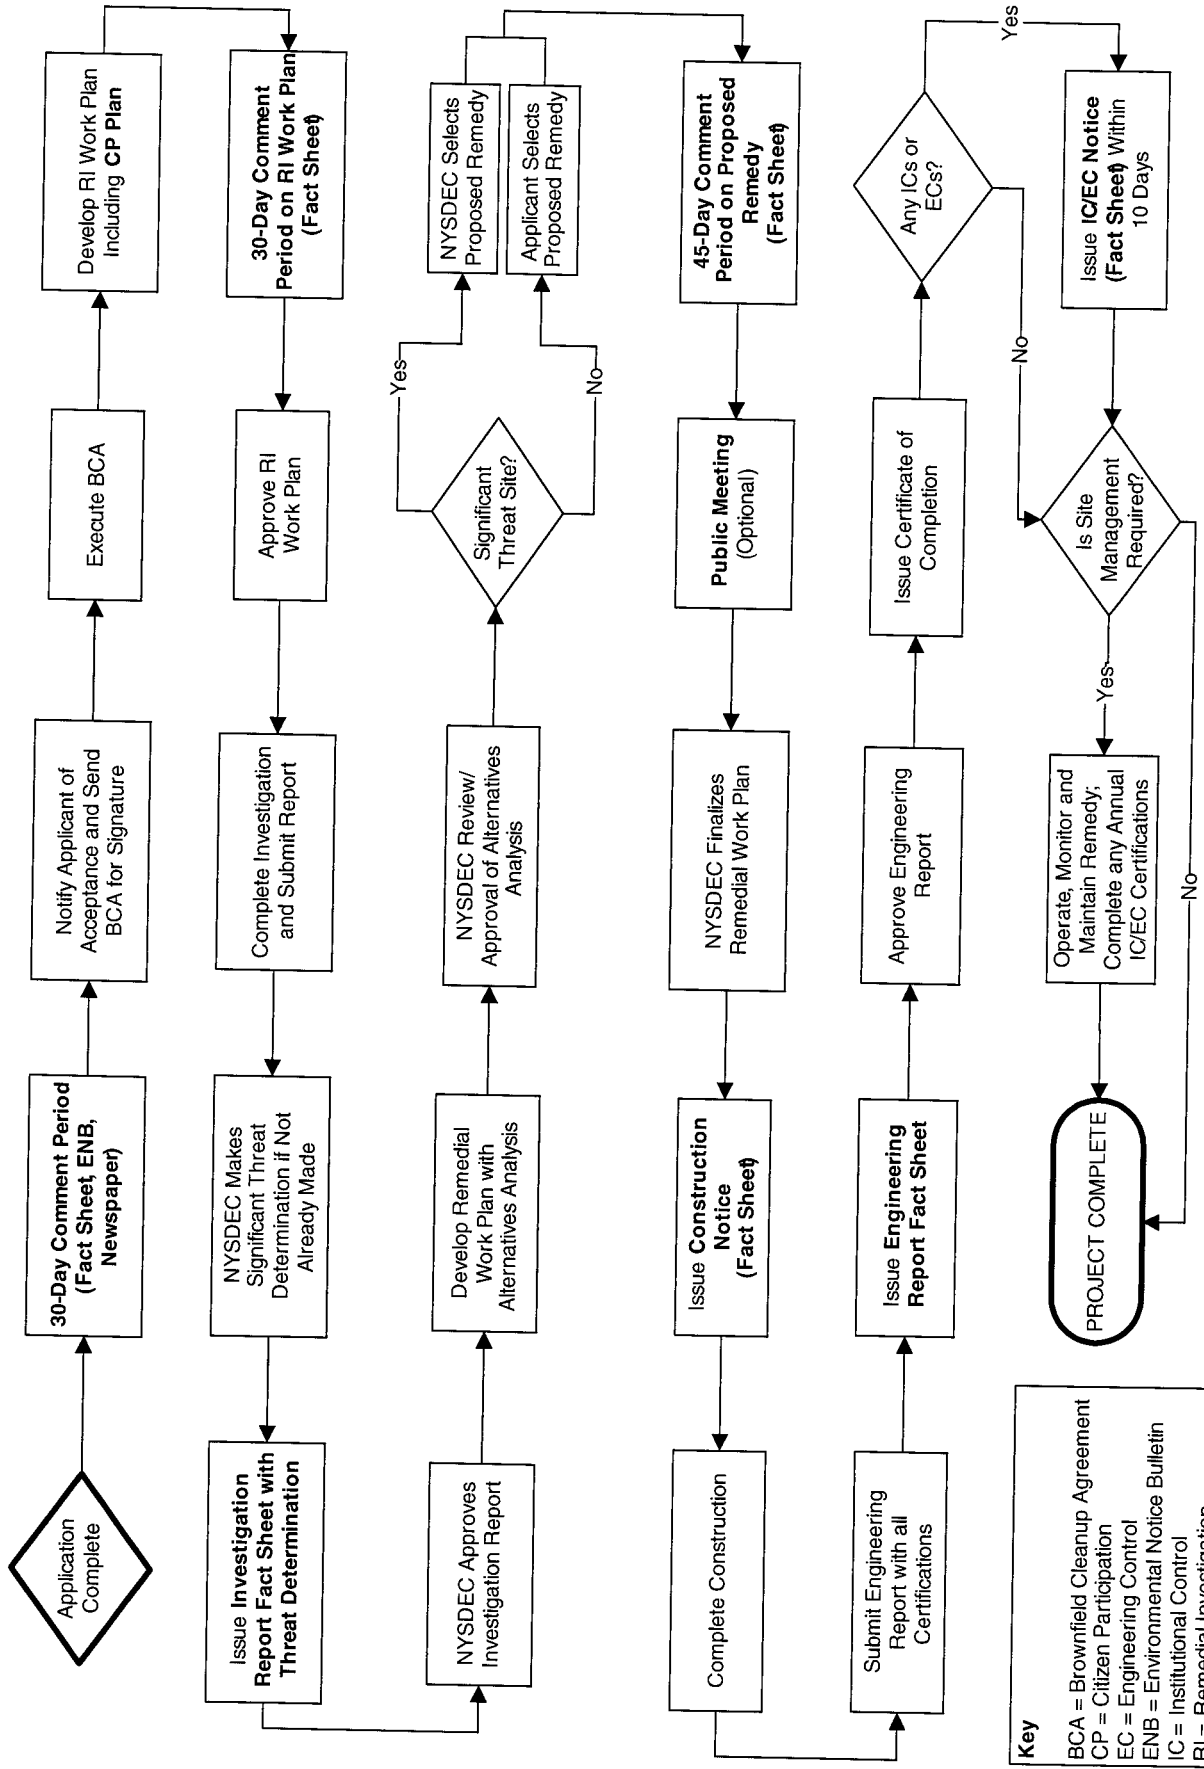 Application
Complete
30-Day Comment Period
(Fact Sheet, ENB,
Newspaper)
Notify Applicant of
Acceptance and Send
BCA for Signature
Execute BCA
Develop RI Work Plan
Including CP Plan
30-Day Comment
Period on RI Work Plan
(Fact Sheet)
Approve RI
Work Plan
Complete Investigation
and Submit Report
NYSDEC Makes
Significant Threat
Determination if Not
Already Made
Issue Investigation
Report Fact Sheet with
Threat Determination
NYSDEC Approves
Investigation Report
Develop Remedial
Work Plan with
Alternatives Analysis
NYSDEC Review/
Approval of Alternatives
Analysis
Significant
Threat Site?
Yes
No
NYSDEC Selects
Proposed Remedy
Applicant Selects
Proposed Remedy
45-Day Comment
Period on Proposed
Remedy
(Fact Sheet)
Public Meeting
(Optional)
NYSDEC Finalizes
Remedial Work Plan
Issue Construction
Notice
(Fact Sheet)
Complete Construction
Submit Engineering
Report with all
Certifications
Issue Engineering
Report Fact Sheet
Approve Engineering
Report
Issue Certificate of
Completion
Any ICs or
ECs?
Yes
No
Issue IC/EC Notice
(Fact Sheet) Within
10 Days
Is Site
Management
Required?
Yes
No
Operate, Monitor and
Maintain Remedy;
Complete any Annual
IC/EC Certifications
PROJECT COMPLETE
Key
BCA = Brownfield Cleanup Agreement
CP = Citizen Participation
EC = Engineering Control
ENB = Environmental Notice Bulletin
IC = Institutional Control
RI = Remedial Investigation